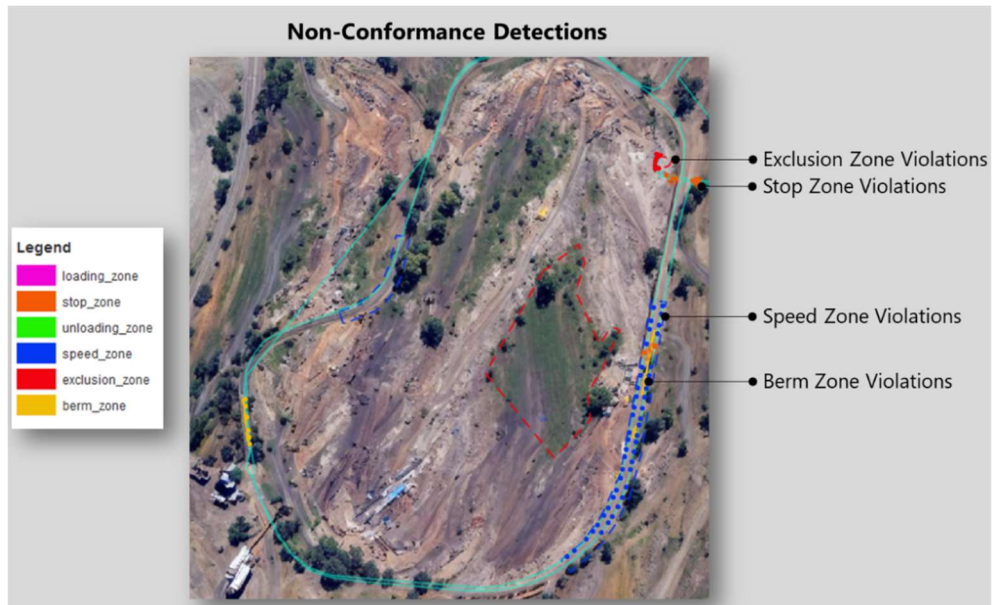 Non-Conformance Detections
Exclusion Zone Violations
Stop Zone Violations
Legend
loading_zone
stop_zone
unloading_zone
speed_zone
exclusion_zone
berm_zone
Speed Zone Violations
Berm Zone Violations